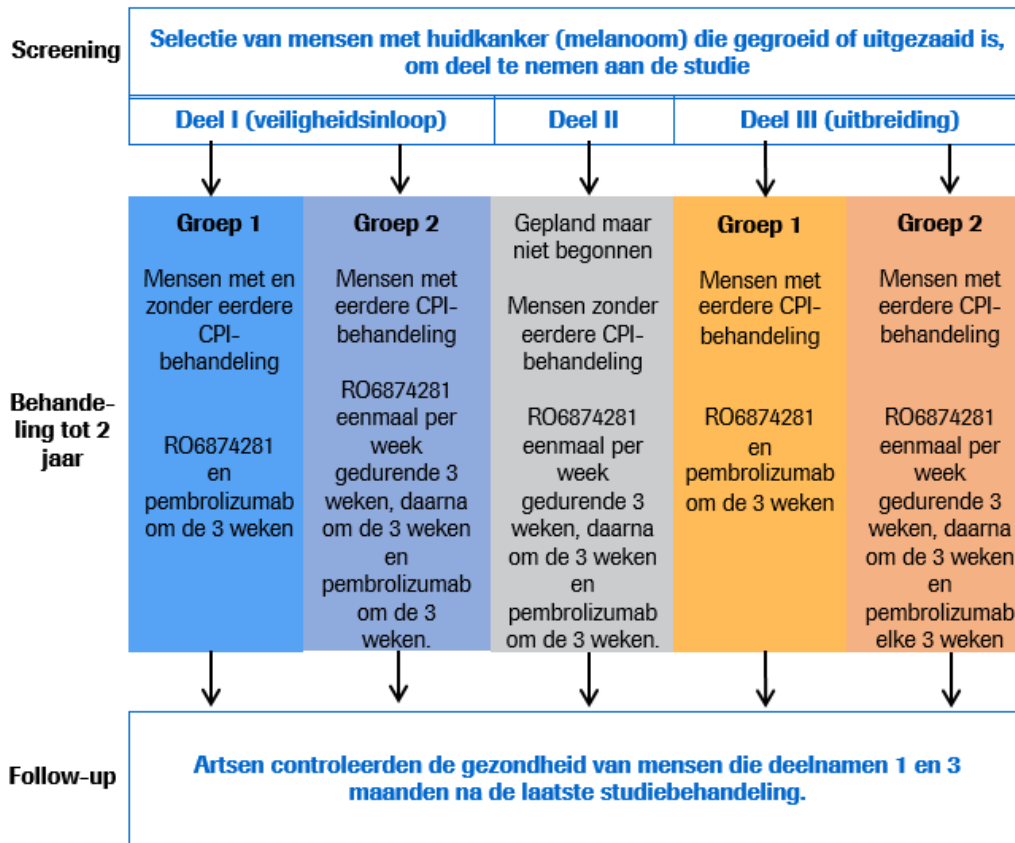 Screening
Selectie van mensen met huidkanker (melanoom) die gegroeid of uitgezaaid is,
om deel te nemen aan de studie
Deel I (veiligheidsinloop)
Deel II
Deel III (uitbreiding)
Behande-
ling tot 2
jaar
Groep 1
Mensen met en
zonder eerdere
CPI-
behandeling
RO6874281
en
pembrolizumab
om de 3 weken
Groep 2
Mensen met
eerdere CPI-
behandeling
RO6874281
eenmaal per
week
gedurende 3
weken, daarna
om de 3 weken
en
pembrolizumab
om de 3
weken.
Gepland maar
niet begonnen
Mensen zonder
eerdere CPI-
behandeling
RO6874281
eenmaal per
week
gedurende 3
weken, daarna
om de 3 weken
en
pembrolizumab
om de 3 weken.
Groep 1
Mensen met
eerdere CPI-
behandeling
RO6874281
en
pembrolizumab
om de 3 weken
Groep 2
Mensen met
eerdere CPI-
behandeling
RO6874281
eenmaal per
week
gedurende 3
weken, daarna
om de 3 weken
en
pembrolizumab
elke 3 weken
Follow-up
Artsen controleerden de gezondheid van mensen die deelnamen 1 en 3
maanden na de laatste studiebehandeling.